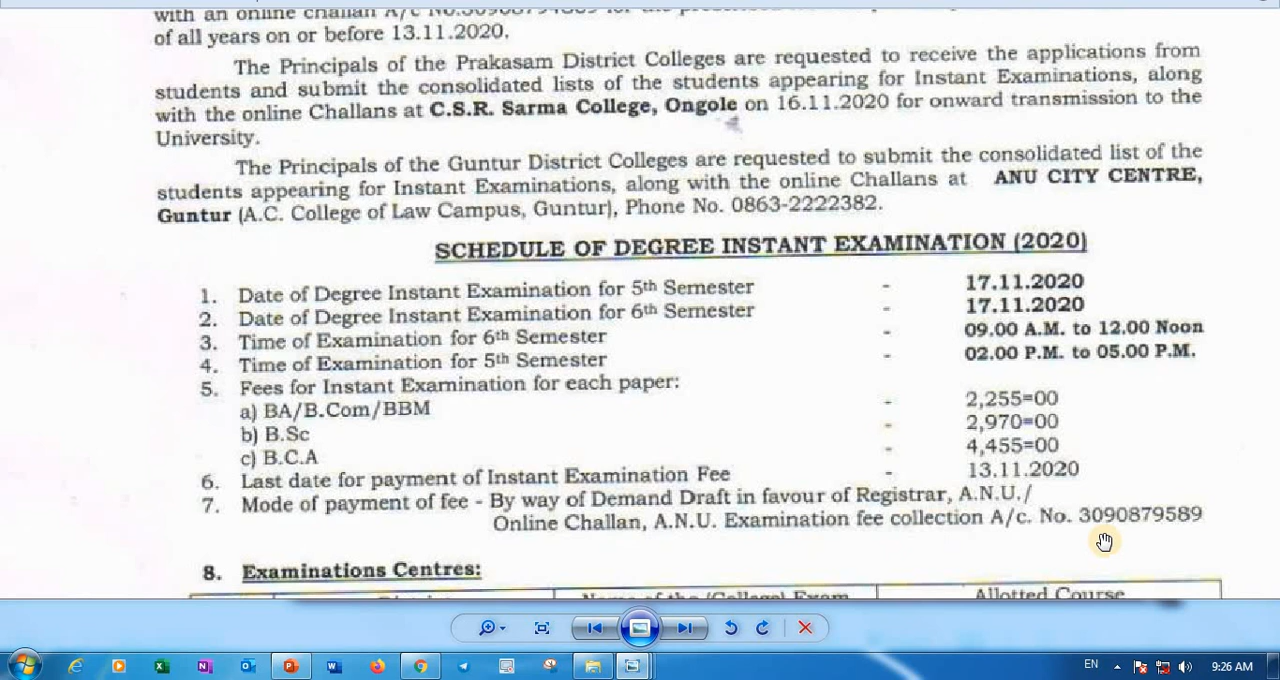 with an online challan A/c No.
of all years on or before 13.11.2020.
The Principals of the Prakasam District Colleges are requested to receive the applications from
students and submit the consolidated lists of the students appearing for Instant Examinations, along
with the online Challans at C.S.R. Sarma College, Ongole on 16.11.2020 for onward transmission to the
University.
The Principals of the Guntur District Colleges are requested to submit the consolidated list of the
students appearing for Instant Examinations, along with the online Challans at ANU CITY CENTRE,
Guntur (A.C. College of Law Campus, Guntur), Phone No. 0863-2222382.
SCHEDULE OF DEGREE INSTANT EXAMINATION (2020)
1. Date of Degree Instant Examination for 5th Semester - 17.11.2020
2. Date of Degree Instant Examination for 6th Semester - 17.11.2020
3. Time of Examination for 6th Semester - 09.00 A.M. to 12.00 Noon
4. Time of Examination for 5th Semester - 02.00 P.M. to 05.00 P.M.
5. Fees for Instant Examination for each paper:
a) BA/B.Com/BBM - 2,255=00
b) B.Sc - 2,970=00
c) B.C.A - 4,455=00
6. Last date for payment of Instant Examination Fee - 13.11.2020
7. Mode of payment of fee - By way of Demand Draft in favour of Registrar, A.N.U./
Online Challan, A.N.U. Examination fee collection A/c. No. 3090879589
8. Examinations Centres:
Name of the (College) Exam Allotted Course
EN 9:26 AM